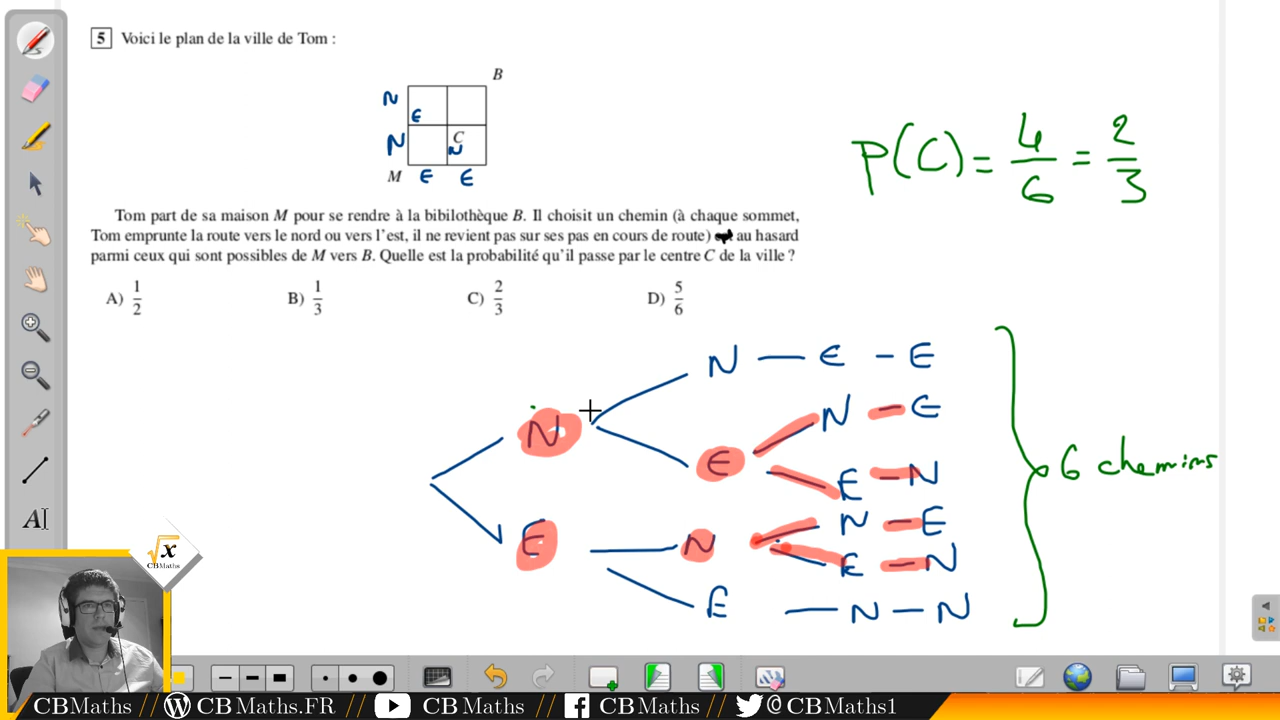 5 Voici le plan de la ville de Tom :
B
N
E
N
C
N
M E E
P(C) = 4/6 = 2/3
Tom part de sa maison M pour se rendre à la bibilothèque B. Il choisit un chemin (à chaque sommet,
Tom emprunte la route vers le nord ou vers l'est, il ne revient pas sur ses pas en cours de route) au hasard
parmi ceux qui sont possibles de M vers B. Quelle est la probabilité qu'il passe par le centre C de la ville ?
A) 1/2 B) 1/3 C) 2/3 D) 5/6
N — E – E
N
N – E
E
E – N
6 chemins
N – E
E
N
E – N
E — N — N
AI
√x
CBMaths
CBMaths CBMaths.FR CBMaths CBMaths @CBMaths1